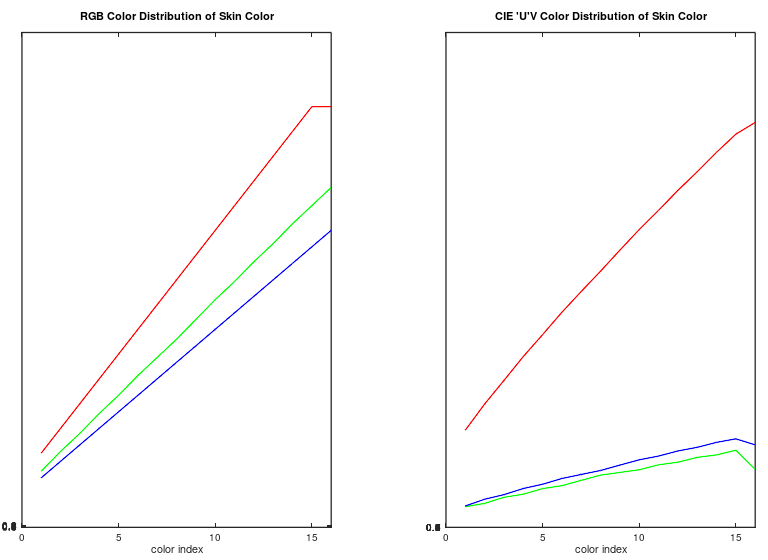 RGB Color Distribution of Skin Color
0 5 10 15
color index
CIE 'U'V Color Distribution of Skin Color
0 5 10 15
color index